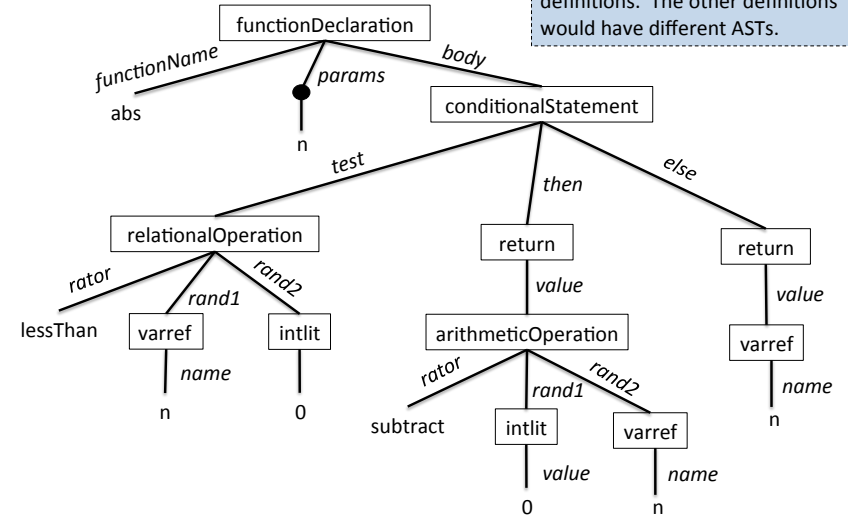 definitions. The other definitions
would have different ASTs.
functionDeclaration
functionName
params
body
abs
n
conditionalStatement
test
then
else
relationalOperation
return
return
rator
rand1
rand2
value
value
lessThan
varref
intlit
arithmeticOperation
varref
name
rator
rand1
rand2
name
n
0
subtract
intlit
varref
n
value
name
0
n